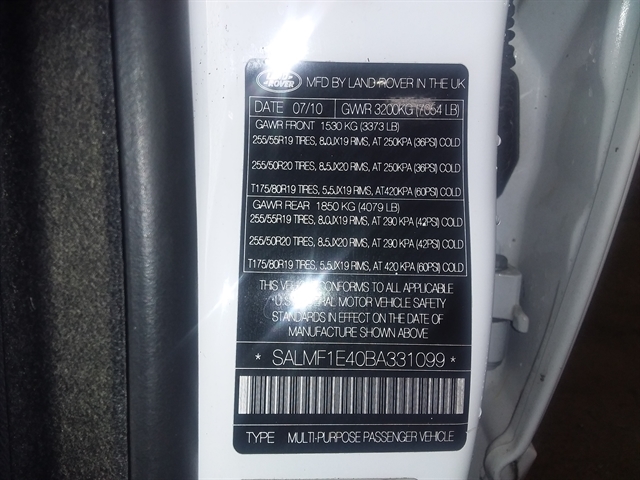 ROVER MFD BY LAND ROVER IN THE UK
DATE 07/10 GVWR 3200KG (7054 LB)
GAWR FRONT 1530 KG (3373 LB)
255/55R19 TIRES, 8.0JX19 RIMS, AT 250KPA (36PSI) COLD
255/50R20 TIRES, 8.5JX20 RIMS, AT 250KPA (36PSI) COLD
T175/80R19 TIRES, 5.5JX19 RIMS, AT420KPA (60PSI) COLD
GAWR REAR 1850 KG (4079 LB)
255/55R19 TIRES, 8.0JX19 RIMS, AT 290 KPA (42PSI) COLD
255/50R20 TIRES, 8.5JX20 RIMS, AT 290 KPA (42PSI) COLD
T175/80R19 TIRES, 5.5JX19 RIMS, AT 420 KPA (60PSI) COLD
THIS VEHICLE CONFORMS TO ALL APPLICABLE
U.S. FEDERAL MOTOR VEHICLE SAFETY
STANDARDS IN EFFECT ON THE DATE OF
MANUFACTURE SHOWN ABOVE
* SALMF1E40BA331099 *
TYPE MULTI-PURPOSE PASSENGER VEHICLE